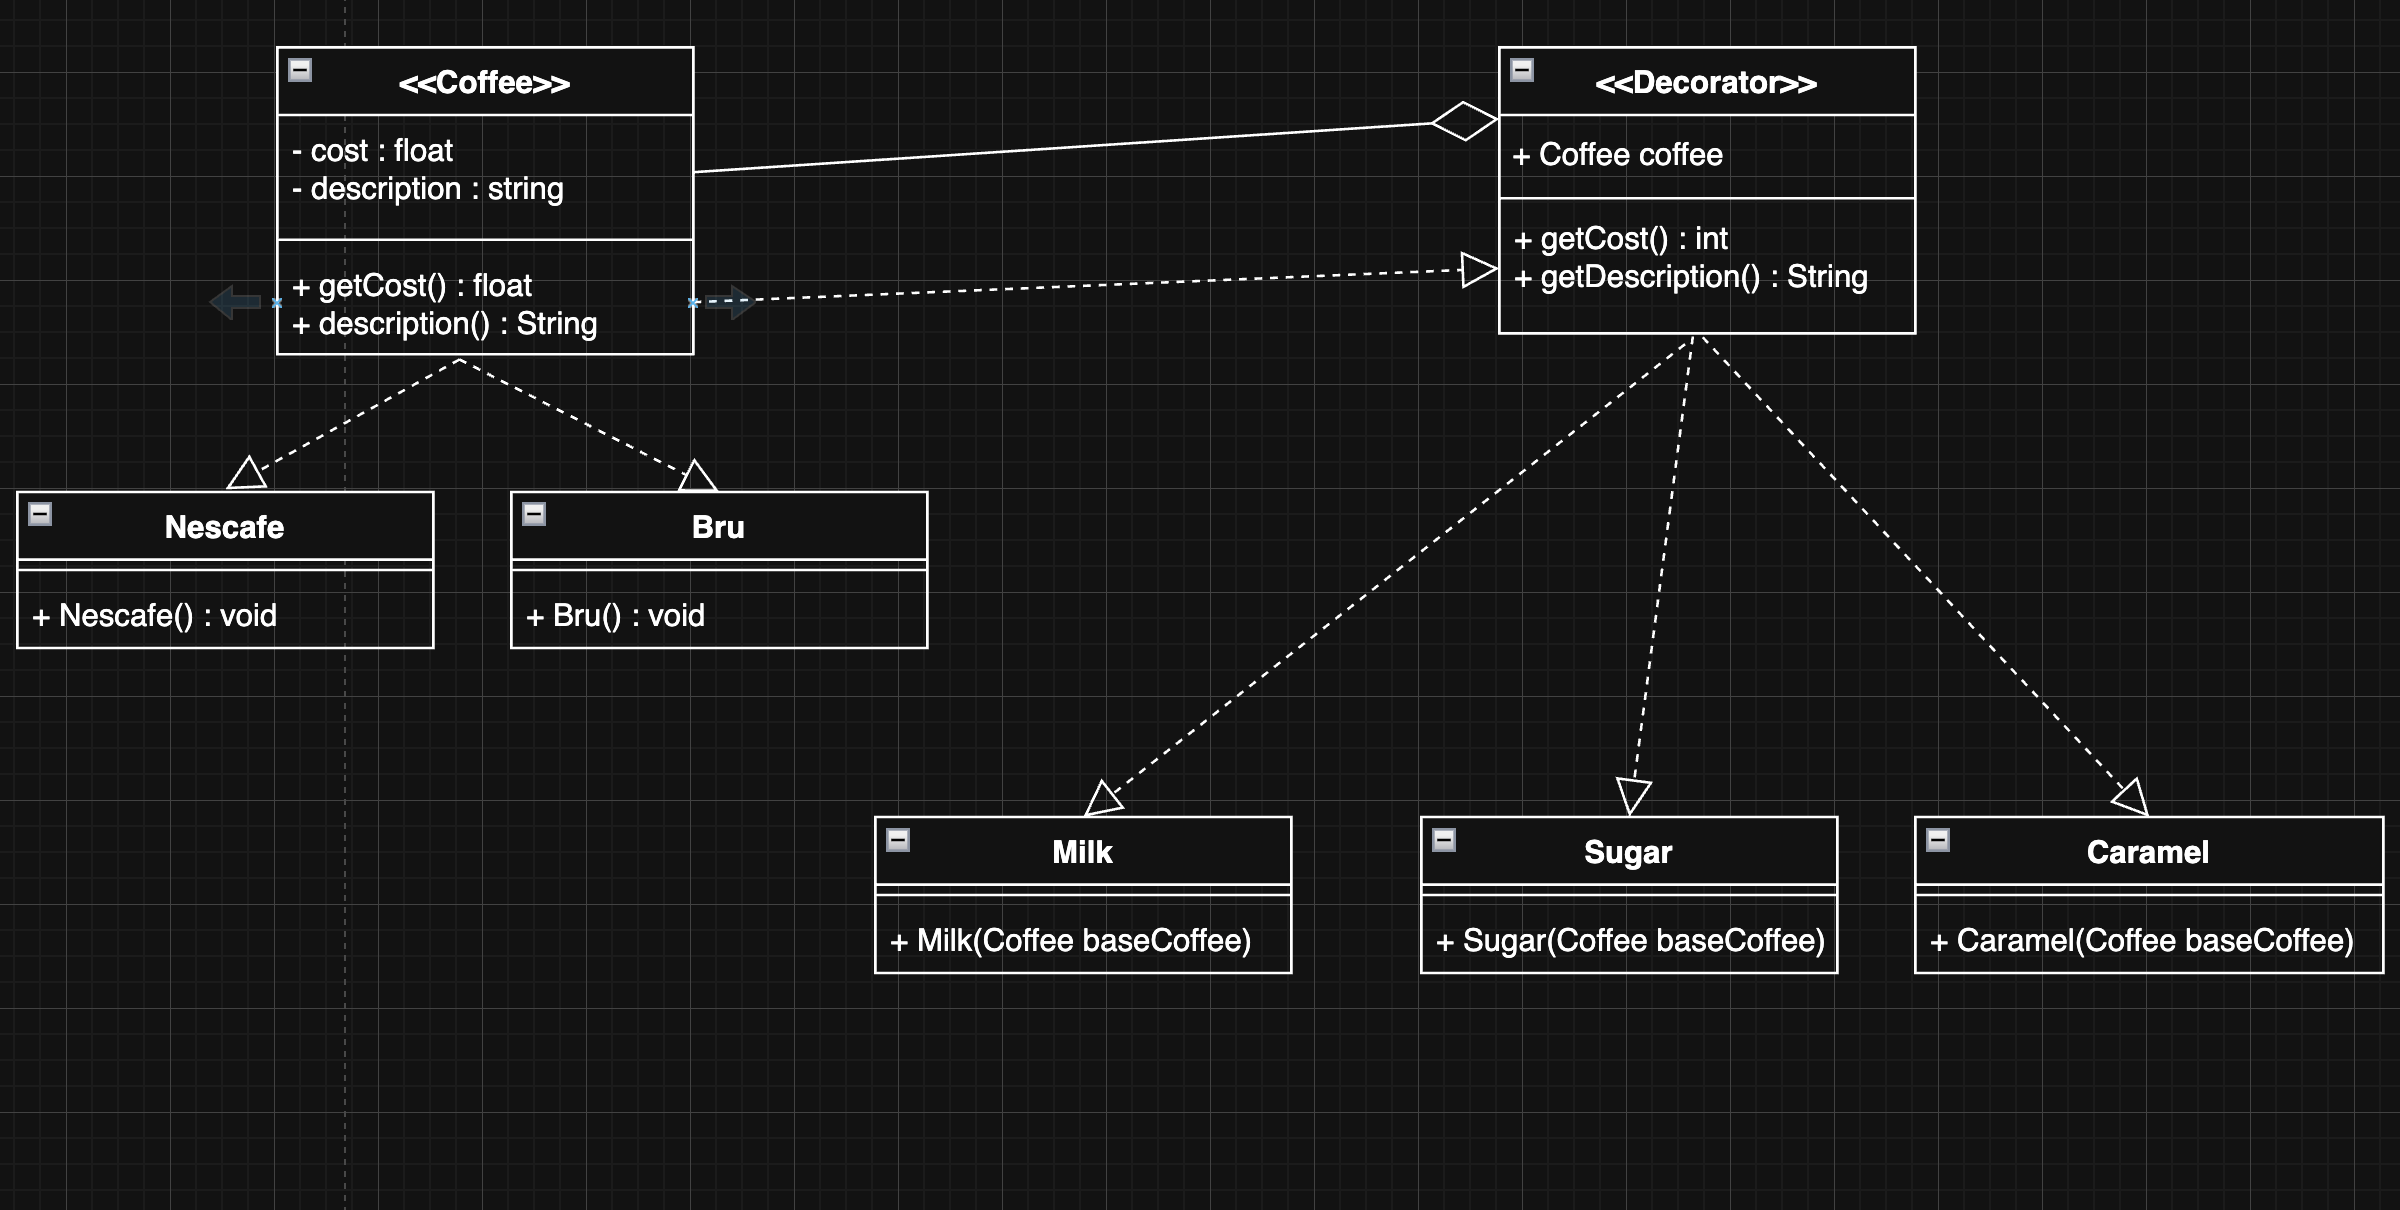 <<Coffee>>
- cost : float
- description : string
+ getCost() : float
+ description() : String
<<Decorator>>
+ Coffee coffee
+ getCost() : int
+ getDescription() : String
Nescafe
+ Nescafe() : void
Bru
+ Bru() : void
Milk
+ Milk(Coffee baseCoffee)
Sugar
+ Sugar(Coffee baseCoffee)
Caramel
+ Caramel(Coffee baseCoffee)